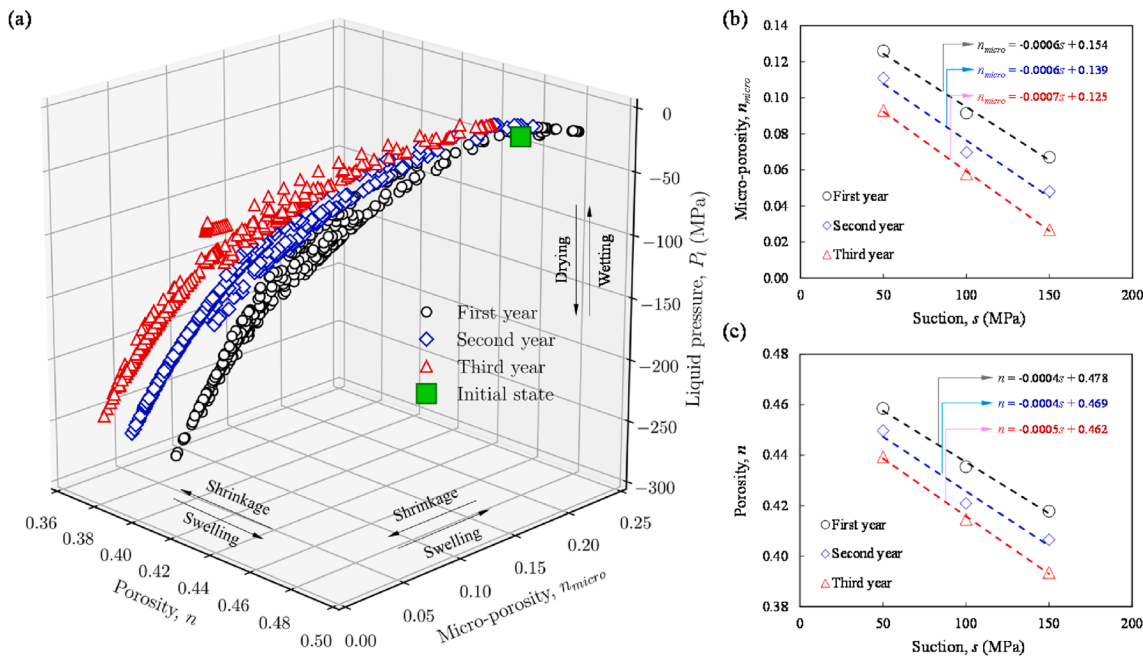 (a)
0
−50
−100
−150
−200
−250
−300
Liquid pressure, P_l (MPa)
Drying
Wetting
First year
Second year
Third year
Initial state
Shrinkage
Swelling
Shrinkage
Swelling
0.36
0.38
0.40
0.42
0.44
0.46
0.48
0.50
Porosity, n
0.00
0.05
0.10
0.15
0.20
0.25
Micro-porosity, n_micro
(b)
0.14
0.12
0.10
0.08
0.06
0.04
0.02
0.00
Micro-porosity, n_micro
n_micro = -0.0006s + 0.154
n_micro = -0.0006s + 0.139
n_micro = -0.0007s + 0.125
First year
Second year
Third year
0 50 100 150 200
Suction, s (MPa)
(c)
0.48
0.46
0.44
0.42
0.40
0.38
Porosity, n
n = -0.0004s + 0.478
n = -0.0004s + 0.469
n = -0.0005s + 0.462
First year
Second year
Third year
0 50 100 150 200
Suction, s (MPa)